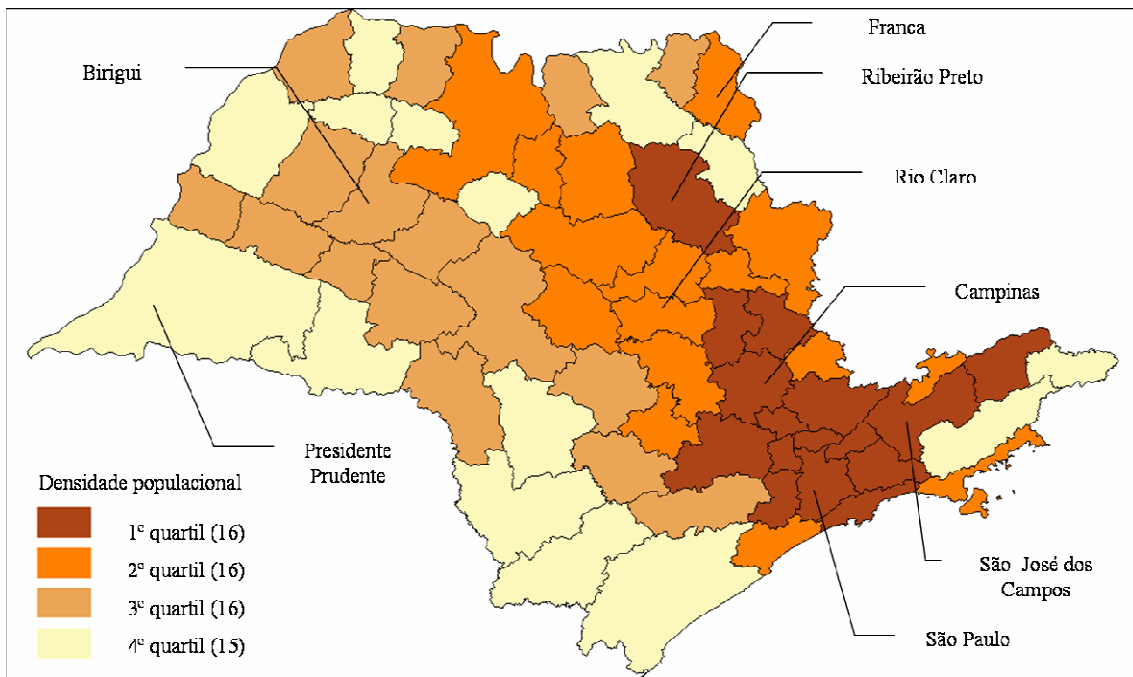 Franca
Birigui
Ribeirão Preto
Rio Claro
Campinas
Presidente
Prudente
Densidade populacional
1º quartil (16)
2º quartil (16)
3º quartil (16)
4º quartil (15)
São José dos
Campos
São Paulo